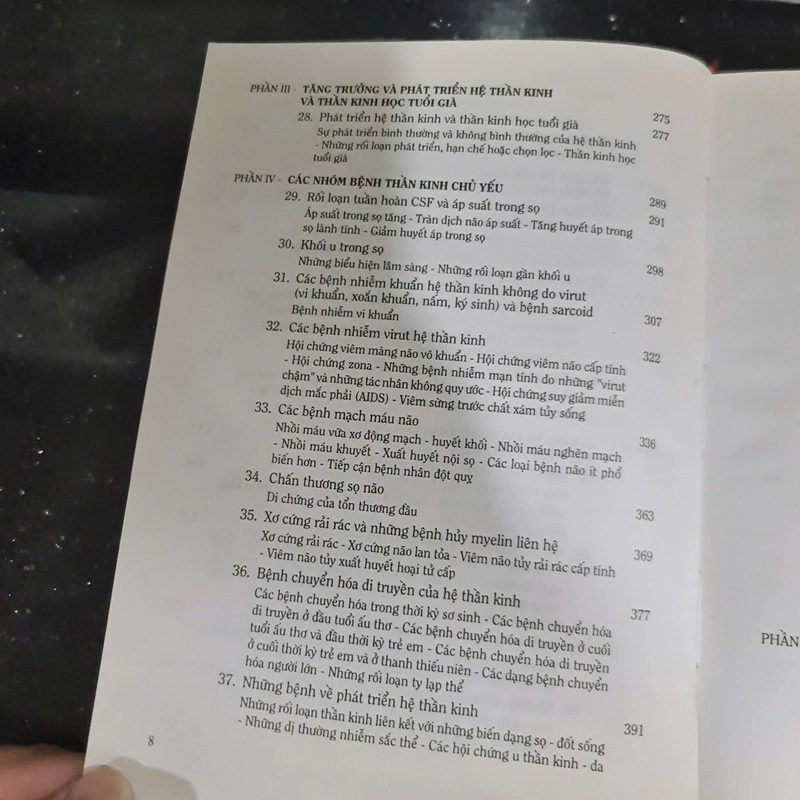 PHẦN III - TĂNG TRƯỞNG VÀ PHÁT TRIỂN HỆ THẦN KINH
VÀ THẦN KINH HỌC TUỔI GIÀ 275
28. Phát triển hệ thần kinh và thần kinh học tuổi già 277
Sự phát triển bình thường và không bình thường của hệ thần kinh
- Những rối loạn phát triển, hạn chế hoặc chọn lọc - Thần kinh học
tuổi già
PHẦN IV - CÁC NHÓM BỆNH THẦN KINH CHỦ YẾU 289
29. Rối loạn tuần hoàn CSF và áp suất trong sọ 291
Áp suất trong sọ tăng - Tràn dịch não áp suất - Tăng huyết áp trong
sọ lành tính - Giảm huyết áp trong sọ
30. Khối u trong sọ 298
Những biểu hiện lâm sàng - Những rối loạn gần khối u
31. Các bệnh nhiễm khuẩn hệ thần kinh không do virut
(vi khuẩn, xoắn khuẩn, nấm, ký sinh) và bệnh sarcoid 307
Bệnh nhiễm vi khuẩn
32. Các bệnh nhiễm virut hệ thần kinh 322
Hội chứng viêm màng não vô khuẩn - Hội chứng viêm não cấp tính
- Hội chứng zona - Những bệnh nhiễm mạn tính do những "virut
chậm" và những tác nhân không quy ước - Hội chứng suy giảm miễn
dịch mắc phải (AIDS) - Viêm sừng trước chất xám tủy sống
33. Các bệnh mạch máu não 336
Nhồi máu vữa xơ động mạch - huyết khối - Nhồi máu nghẽn mạch
- Nhồi máu khuyết - Xuất huyết nội sọ - Các loại bệnh não ít phổ
biến hơn - Tiếp cận bệnh nhân đột quỵ
34. Chấn thương sọ não 363
Di chứng của tổn thương đầu
35. Xơ cứng rải rác và những bệnh hủy myelin liên hệ 369
Xơ cứng rải rác - Xơ cứng não lan tỏa - Viêm não tủy rải rác cấp tính
- Viêm não tủy xuất huyết hoại tử cấp
36. Bệnh chuyển hóa di truyền của hệ thần kinh 377
Các bệnh chuyển hóa trong thời kỳ sơ sinh - Các bệnh chuyển hóa
di truyền ở đầu tuổi ấu thơ - Các bệnh chuyển hóa di truyền ở cuối
tuổi ấu thơ và đầu thời kỳ trẻ em - Các bệnh chuyển hóa di truyền
ở cuối thời kỳ trẻ em và ở thanh thiếu niên - Các dạng bệnh chuyển
hóa người lớn - Những rối loạn ty lạp thể
37. Những bệnh về phát triển hệ thần kinh 391
Những rối loạn thần kinh liên kết với những biến dạng sọ - đốt sống
- Những dị thường nhiễm sắc thể - Các hội chứng u thần kinh - da
8
PHẦN